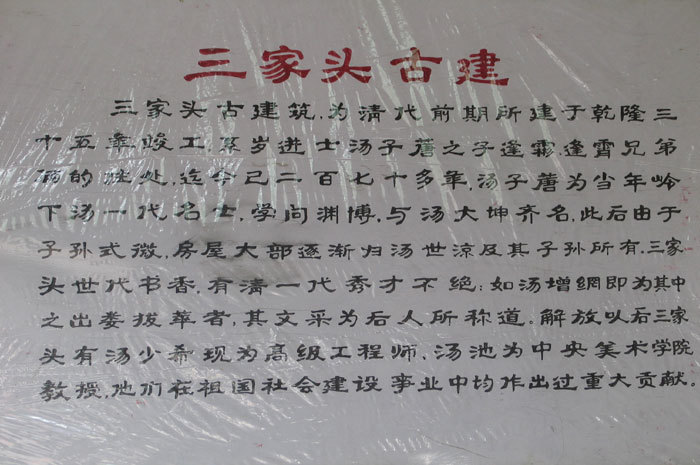 三家头古建
三家头古建筑,为清代前期所建于乾隆三
十五年竣工,系岁进士汤子蓎之子逢霖,逢霄兄弟
俩的住处,迄今已二百七十多年,汤子蓎为当年岭
下汤一代名士,学问渊博,与汤大坤齐名,此后由于
子孙式微,房屋大部逐渐归汤世凉及其子孙所有.三家
头世代书香,有清一代秀才不绝;如汤增網即为其中
之出类拔萃者,其文采为后人所称道。解放以后三家
头有汤少希现为高级工程师,汤池为中央美术学院
教授,他们在祖国社会建设事业中均作出过重大贡献.